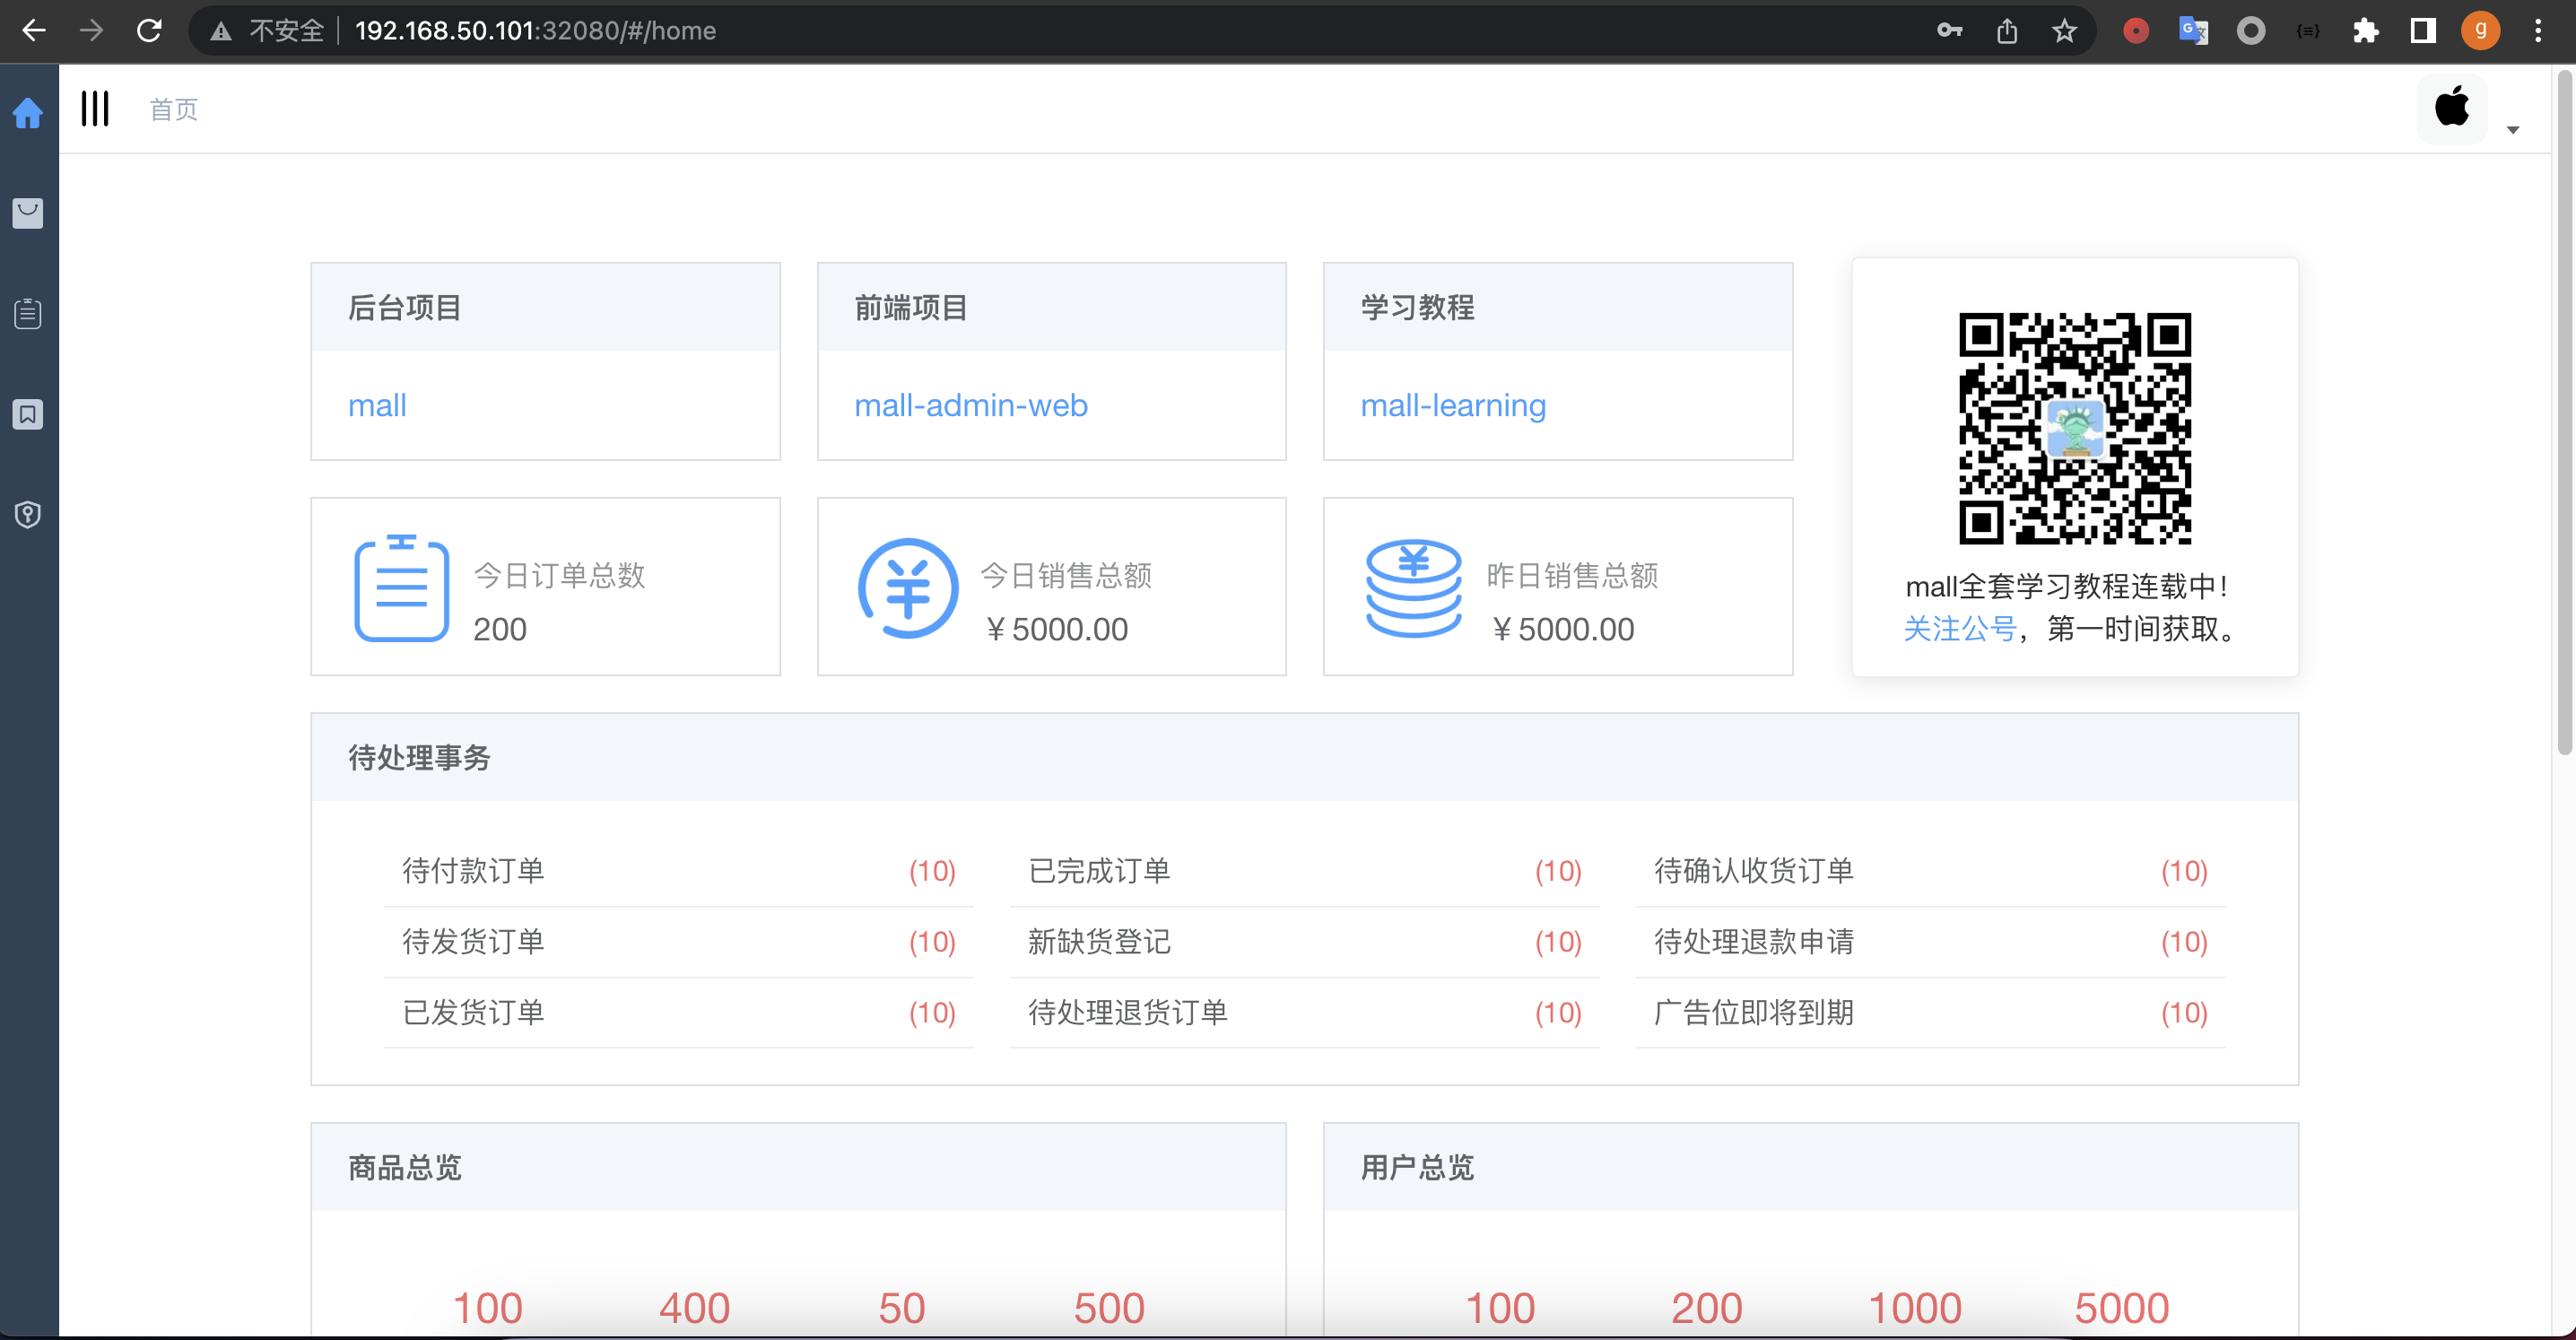 不安全 192.168.50.101:32080/#/home
g
首页
后台项目
mall
前端项目
mall-admin-web
学习教程
mall-learning
今日订单总数
200
今日销售总额
￥5000.00
昨日销售总额
￥5000.00
mall全套学习教程连载中！
关注公号，第一时间获取。
待处理事务
待付款订单 (10) 已完成订单 (10) 待确认收货订单 (10)
待发货订单 (10) 新缺货登记 (10) 待处理退款申请 (10)
已发货订单 (10) 待处理退货订单 (10) 广告位即将到期 (10)
商品总览
100 400 50 500
用户总览
100 200 1000 5000